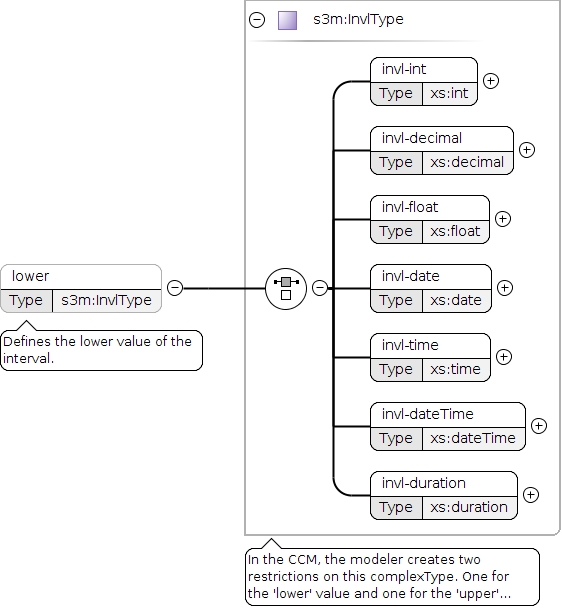 s3m:InvlType
invl-int
Type xs:int
invl-decimal
Type xs:decimal
invl-float
Type xs:float
lower
Type s3m:InvlType
Defines the lower value of the
interval.
invl-date
Type xs:date
invl-time
Type xs:time
invl-dateTime
Type xs:dateTime
invl-duration
Type xs:duration
In the CCM, the modeler creates two
restrictions on this complexType. One for
the 'lower' value and one for the 'upper'...